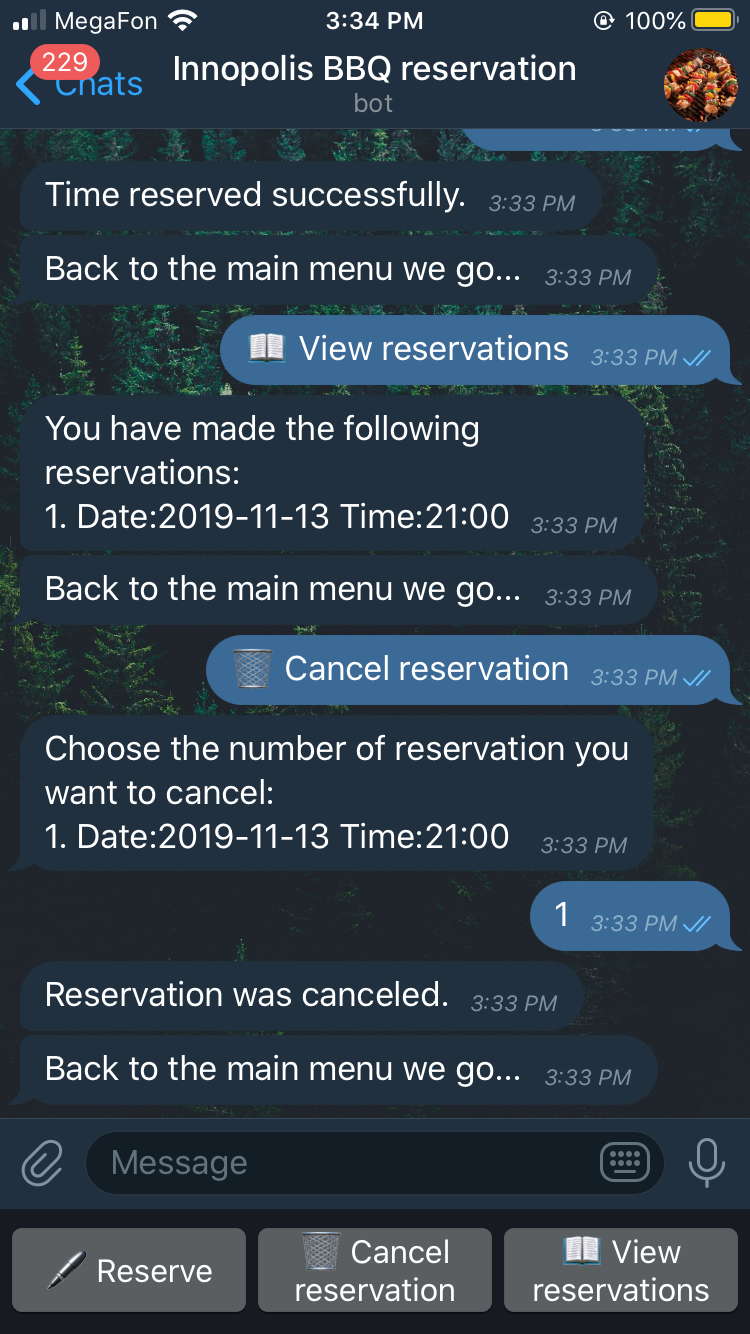 MegaFon 3:34 PM 100%
229
Chats
Innopolis BBQ reservation
bot
Time reserved successfully. 3:33 PM
Back to the main menu we go... 3:33 PM
View reservations 3:33 PM
You have made the following
reservations:
1. Date:2019-11-13 Time:21:00 3:33 PM
Back to the main menu we go... 3:33 PM
Cancel reservation 3:33 PM
Choose the number of reservation you
want to cancel:
1. Date:2019-11-13 Time:21:00 3:33 PM
1 3:33 PM
Reservation was canceled. 3:33 PM
Back to the main menu we go... 3:33 PM
Message
Reserve
Cancel
reservation
View
reservations